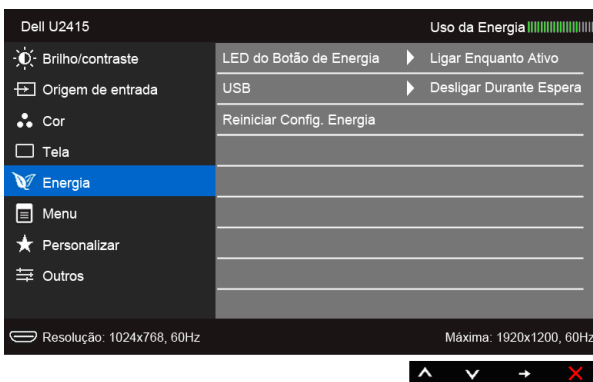 Dell U2415 Uso da Energia
Brilho/contraste LED do Botão de Energia Ligar Enquanto Ativo
Origem de entrada USB Desligar Durante Espera
Cor Reiniciar Config. Energia
Tela
Energia
Menu
Personalizar
Outros
Resolução: 1024x768, 60Hz Máxima: 1920x1200, 60Hz